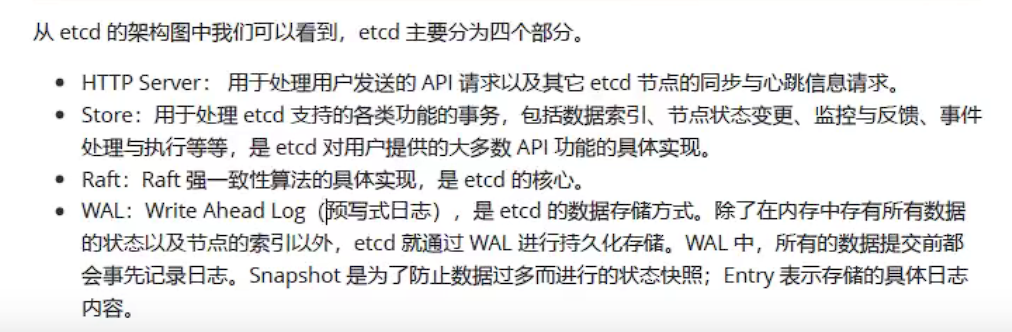 从 etcd 的架构图中我们可以看到，etcd 主要分为四个部分。
• HTTP Server： 用于处理用户发送的 API 请求以及其它 etcd 节点的同步与心跳信息请求。
• Store：用于处理 etcd 支持的各类功能的事务，包括数据索引、节点状态变更、监控与反馈、事件
处理与执行等等，是 etcd 对用户提供的大多数 API 功能的具体实现。
• Raft：Raft 强一致性算法的具体实现，是 etcd 的核心。
• WAL：Write Ahead Log（预写式日志），是 etcd 的数据存储方式。除了在内存中存有所有数据
的状态以及节点的索引以外，etcd 就通过 WAL 进行持久化存储。WAL 中，所有的数据提交前都
会事先记录日志。Snapshot 是为了防止数据过多而进行的状态快照；Entry 表示存储的具体日志
内容。